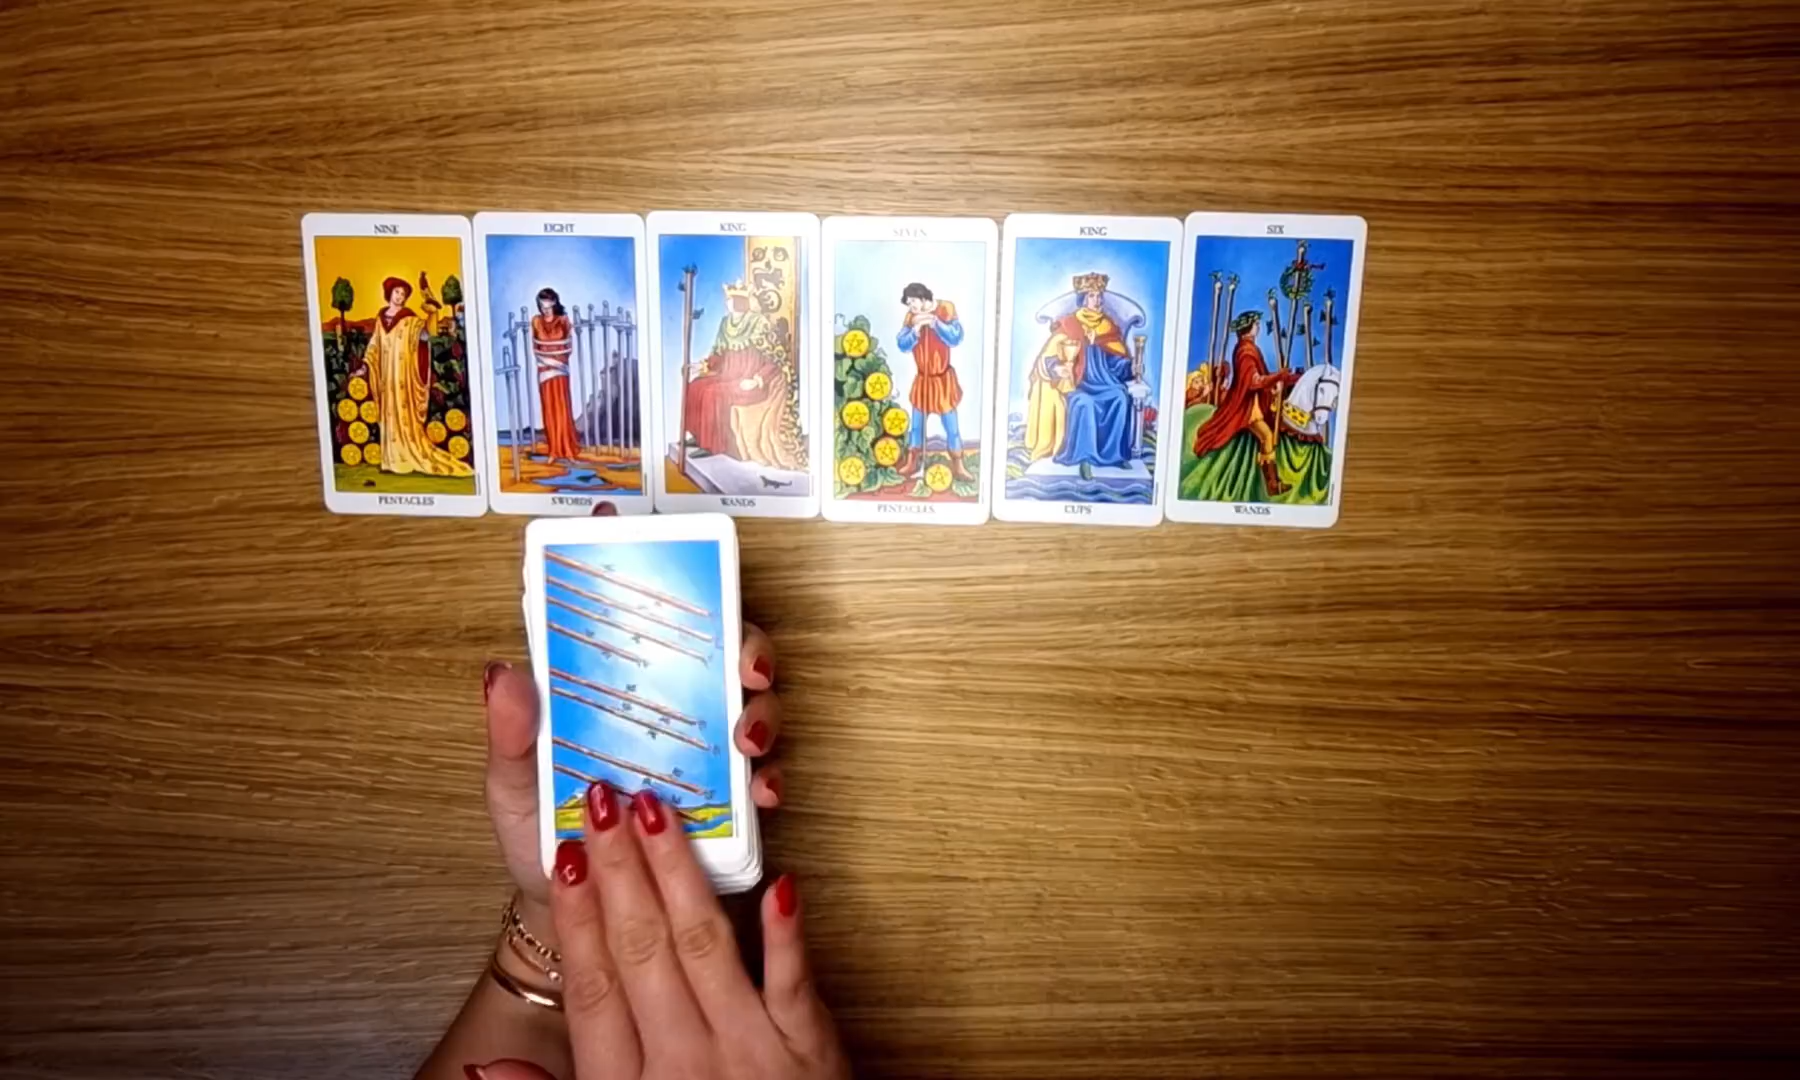 NINE
PENTACLES
EIGHT
SWORDS
KING
WANDS
SEVEN
PENTACLES
KING
CUPS
SIX
WANDS